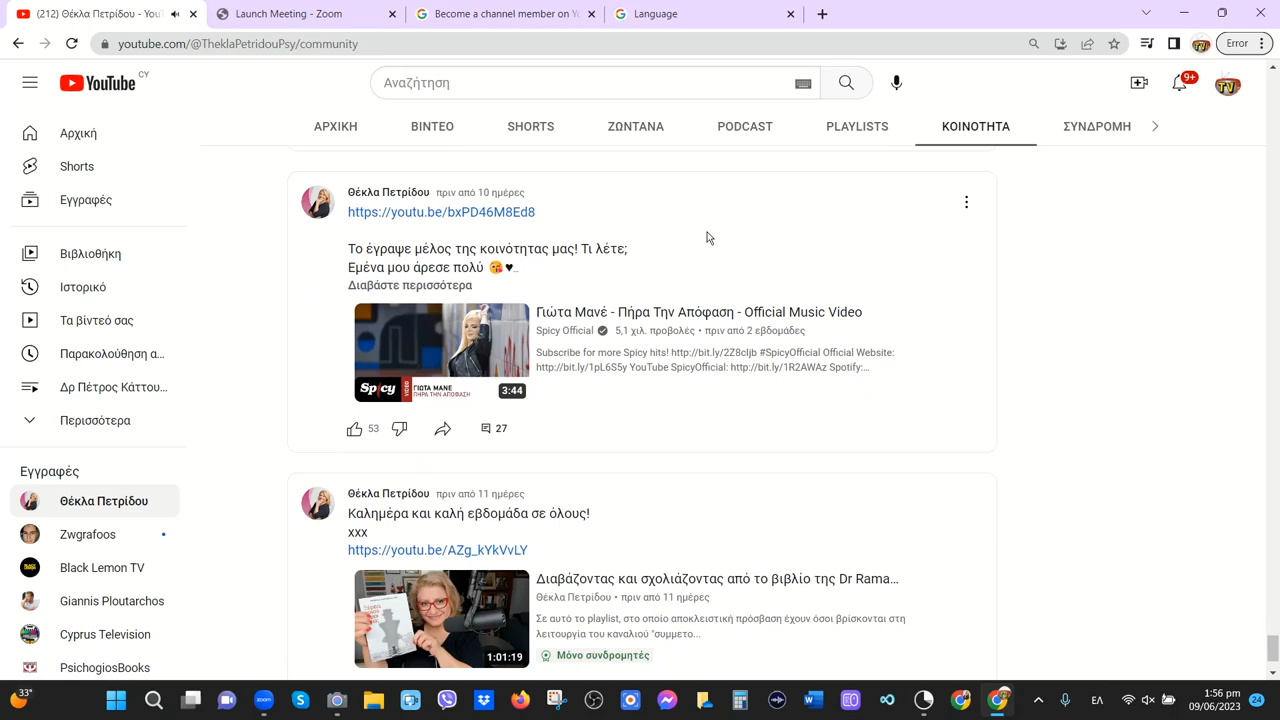 (212) Θέκλα Πετρίδου - You
Launch Meeting - Zoom
Become a channel member on Y
Language
youtube.com/@TheklaPetridouPsy/community
Error
YouTube CY
Αναζήτηση
9+
TV
ΑΡΧΙΚΗ
ΒΙΝΤΕΟ
SHORTS
ΖΩΝΤΑΝΑ
PODCAST
PLAYLISTS
ΚΟΙΝΟΤΗΤΑ
ΣΥΝΔΡΟΜΗ
Αρχική
Shorts
Εγγραφές
Βιβλιοθήκη
Ιστορικό
Τα βίντεό σας
Παρακολούθηση α...
Δρ Πέτρος Κάττου...
Περισσότερα
Εγγραφές
Θέκλα Πετρίδου
Zwgrafoos
Black Lemon TV
Giannis Ploutarchos
Cyprus Television
PsichogiosBooks
Θέκλα Πετρίδου πριν από 10 ημέρες
https://youtu.be/bxPD46M8Ed8
Το έγραψε μέλος της κοινότητας μας! Τι λέτε;
Εμένα μου άρεσε πολύ 😘♥...
Διαβάστε περισσότερα
Spicy VIDEO ΓΙΩΤΑ ΜΑΝΕ
ΠΗΡΑ ΤΗΝ ΑΠΟΦΑΣΗ
3:44
Γιώτα Μανέ - Πήρα Την Απόφαση - Official Music Video
Spicy Official 5,1 χιλ. προβολές • πριν από 2 εβδομάδες
Subscribe for more Spicy hits! http://bit.ly/2Z8cIjb #SpicyOfficial Official Website:
http://bit.ly/1pL6S5y YouTube SpicyOfficial: http://bit.ly/1R2AWAz Spotify:...
53
27
Θέκλα Πετρίδου πριν από 11 ημέρες
Καλημέρα και καλή εβδομάδα σε όλους!
xxx
https://youtu.be/AZg_kYkVvLY
1:01:19
Διαβάζοντας και σχολιάζοντας από το βιβλίο της Dr Rama...
Θέκλα Πετρίδου • πριν από 11 ημέρες
Σε αυτό το playlist, στο οποίο αποκλειστική πρόσβαση έχουν όσοι βρίσκονται στη
λειτουργία του καναλιού "συμμετο...
Μόνο συνδρομητές
33°
ΕΛ
1:56 pm
09/06/2023
24